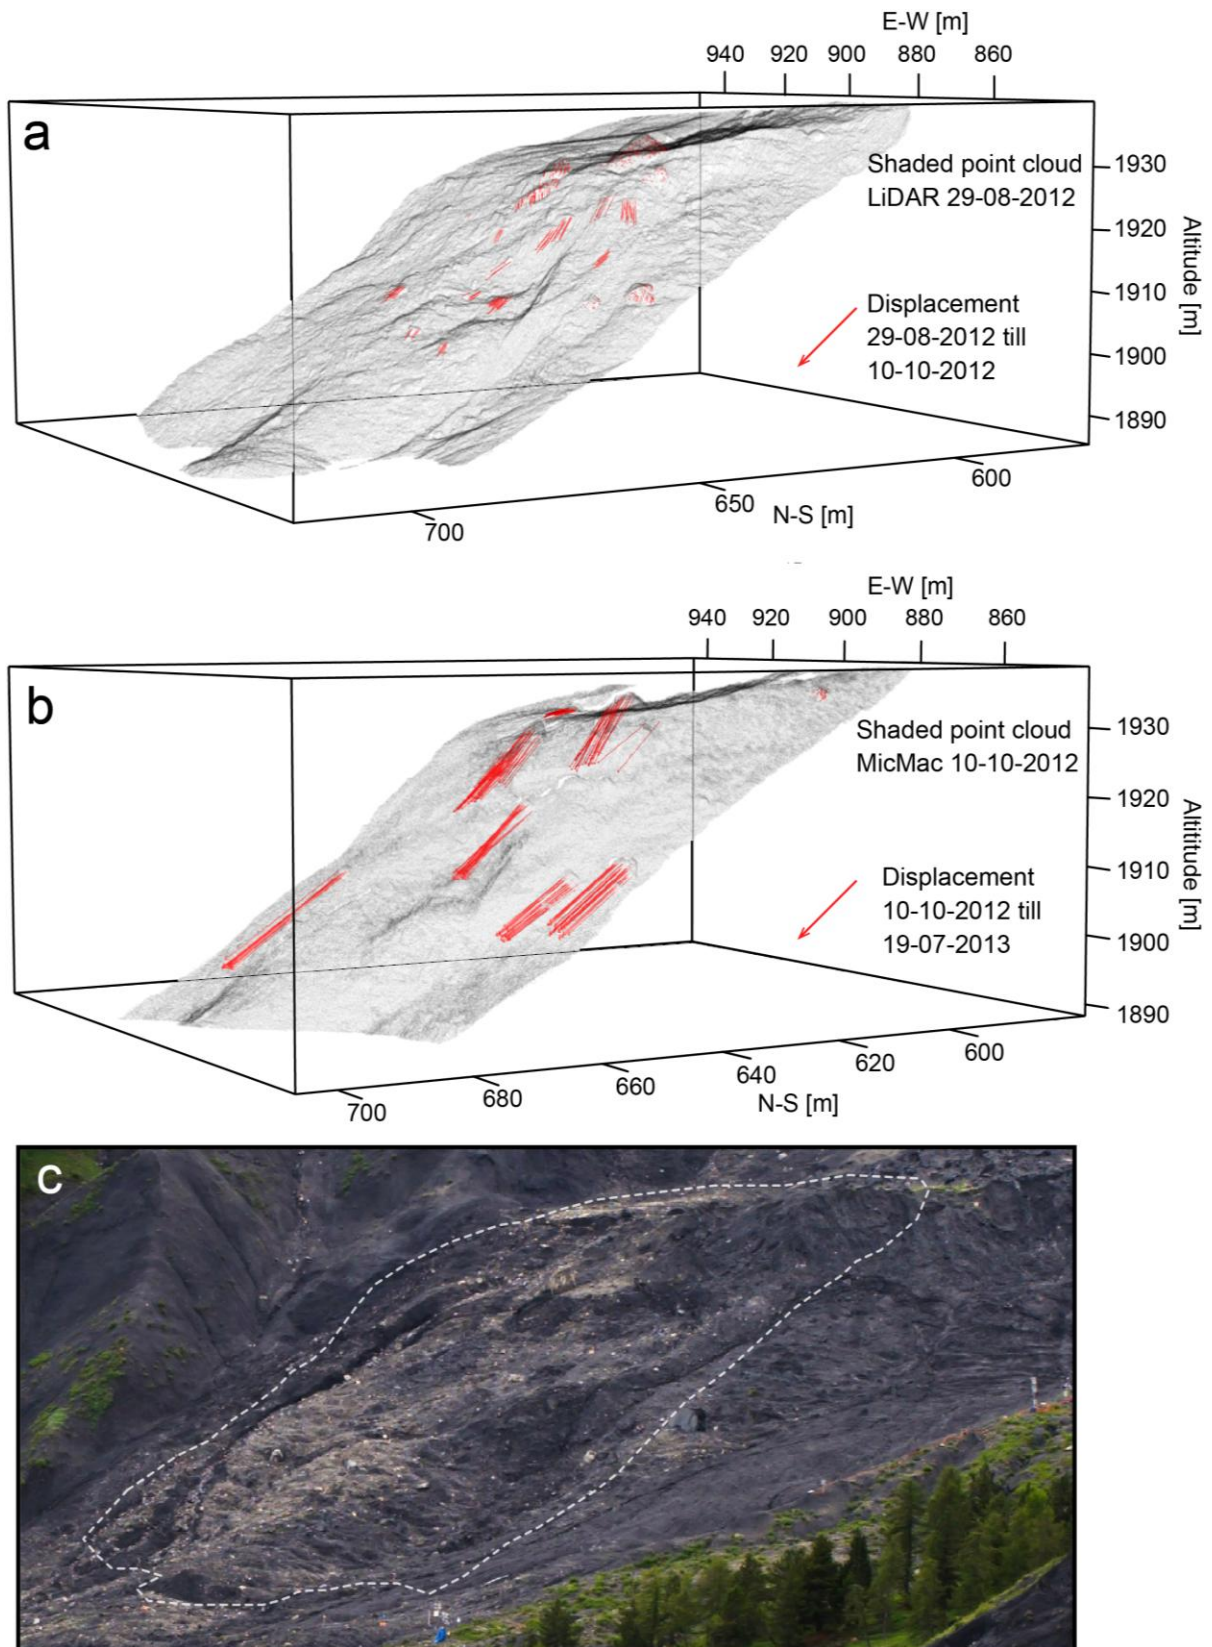 E-W [m]
940 920 900 880 860
a
Shaded point cloud
LiDAR 29-08-2012
1930
1920
1910
1900
1890
Altitude [m]
Displacement
29-08-2012 till
10-10-2012
600
650
700
N-S [m]
E-W [m]
940 920 900 880 860
b
Shaded point cloud
MicMac 10-10-2012
1930
1920
1910
1900
1890
Altititude [m]
Displacement
10-10-2012 till
19-07-2013
600
620
640
660
680
700
N-S [m]
c